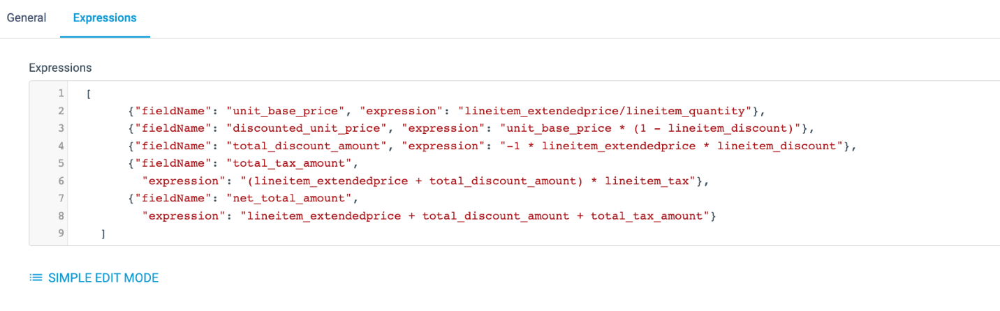 General Expressions
Expressions
1 [
2 {"fieldName": "unit_base_price", "expression": "lineitem_extendedprice/lineitem_quantity"},
3 {"fieldName": "discounted_unit_price", "expression": "unit_base_price * (1 - lineitem_discount)"},
4 {"fieldName": "total_discount_amount", "expression": "-1 * lineitem_extendedprice * lineitem_discount"},
5 {"fieldName": "total_tax_amount",
6 "expression": "(lineitem_extendedprice + total_discount_amount) * lineitem_tax"},
7 {"fieldName": "net_total_amount",
8 "expression": "lineitem_extendedprice + total_discount_amount + total_tax_amount"}
9 ]
SIMPLE EDIT MODE